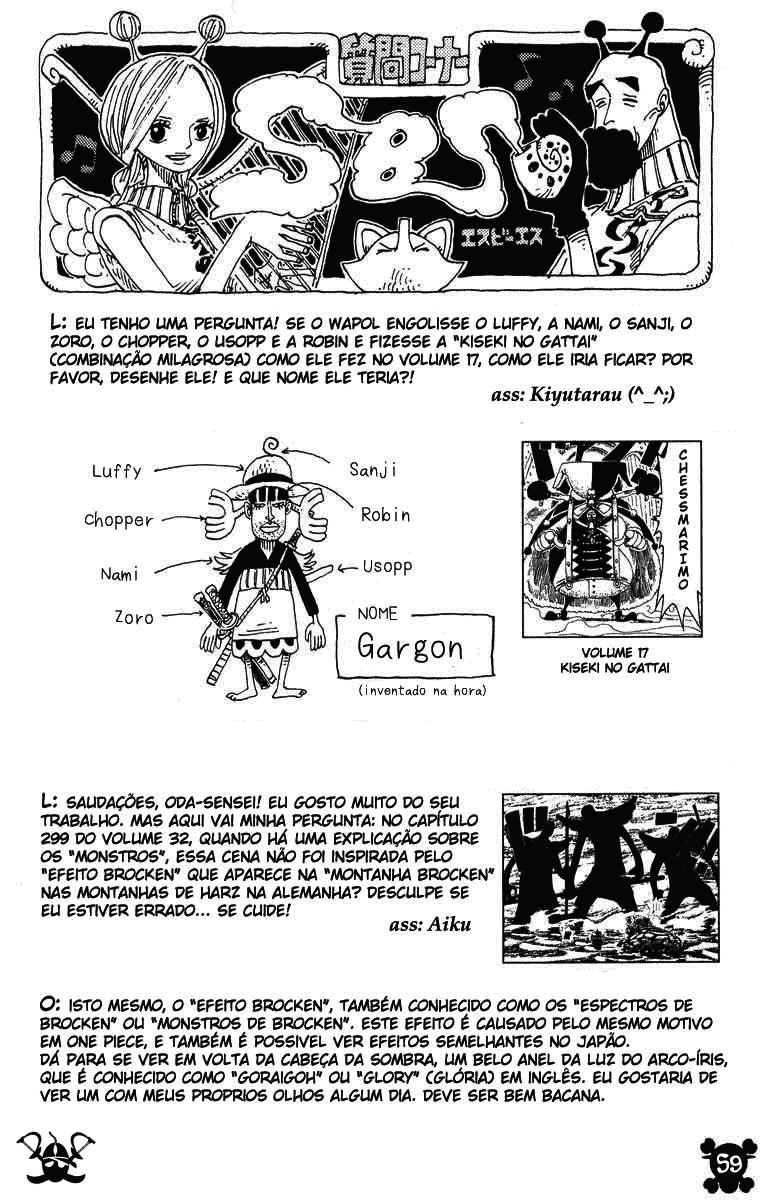 質問コーナー
SBS
エスビーエス
L: EU TENHO UMA PERGUNTA! SE O WAPOL ENGOLISSE O LUFFY, A NAMI, O SANJI, O
ZORO, O CHOPPER, O USOPP E A ROBIN E FIZESSE A "KISEKI NO GATTAI"
(COMBINAÇÃO MILAGROSA) COMO ELE FEZ NO VOLUME 17, COMO ELE IRIA FICAR? POR
FAVOR, DESENHE ELE! E QUE NOME ELE TERIA?!
ass: Kiyutarau (^_^;)
Luffy
Sanji
Chopper
Robin
Nami
Usopp
Zoro
NOME
Gargon
(inventado na hora)
CHESSMARIMO
VOLUME 17
KISEKI NO GATTAI
L: SAUDAÇÕES, ODA-SENSEI! EU GOSTO MUITO DO SEU
TRABALHO. MAS AQUI VAI MINHA PERGUNTA: NO CAPÍTULO
299 DO VOLUME 32, QUANDO HÁ UMA EXPLICAÇÃO SOBRE
OS "MONSTROS", ESSA CENA NÃO FOI INSPIRADA PELO
"EFEITO BROCKEN" QUE APARECE NA "MONTANHA BROCKEN"
NAS MONTANHAS DE HARZ NA ALEMANHA? DESCULPE SE
EU ESTIVER ERRADO... SE CUIDE!
ass: Aiku
O: ISTO MESMO, O "EFEITO BROCKEN", TAMBÉM CONHECIDO COMO OS "ESPECTROS DE
BROCKEN" OU "MONSTROS DE BROCKEN". ESTE EFEITO É CAUSADO PELO MESMO MOTIVO
EM ONE PIECE, E TAMBÉM É POSSIVEL VER EFEITOS SEMELHANTES NO JAPÃO.
DÁ PARA SE VER EM VOLTA DA CABEÇA DA SOMBRA, UM BELO ANEL DA LUZ DO ARCO-ÍRIS,
QUE É CONHECIDO COMO "GORAIGOH" OU "GLORY" (GLÓRIA) EM INGLÊS. EU GOSTARIA DE
VER UM COM MEUS PROPRIOS OLHOS ALGUM DIA. DEVE SER BEM BACANA.
59